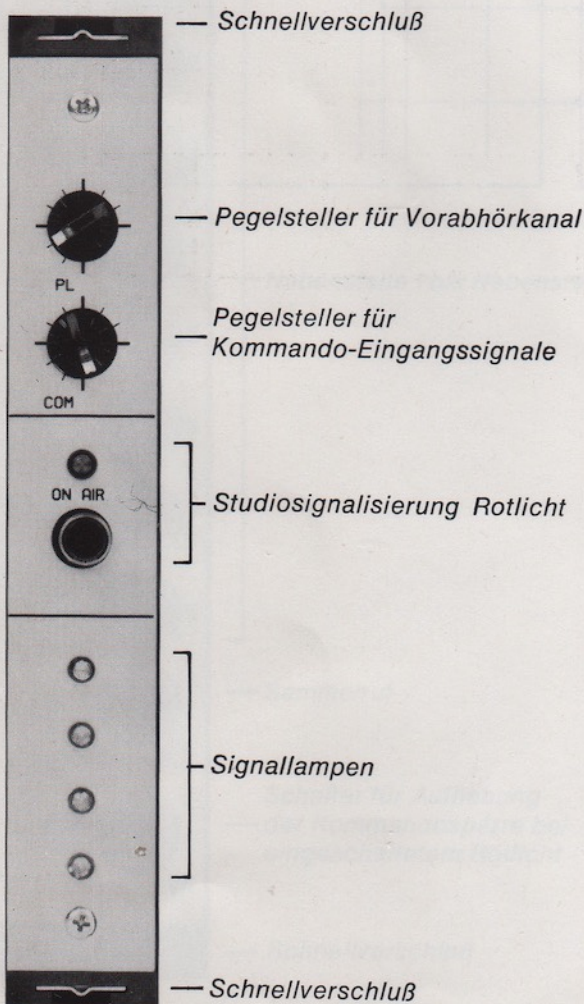 Schnellverschluß
Pegelsteller für Vorabhörkanal
PL
Pegelsteller für
Kommando-Eingangssignale
COM
ON AIR
Studiosignalisierung Rotlicht
Signallampen
Schnellverschluß